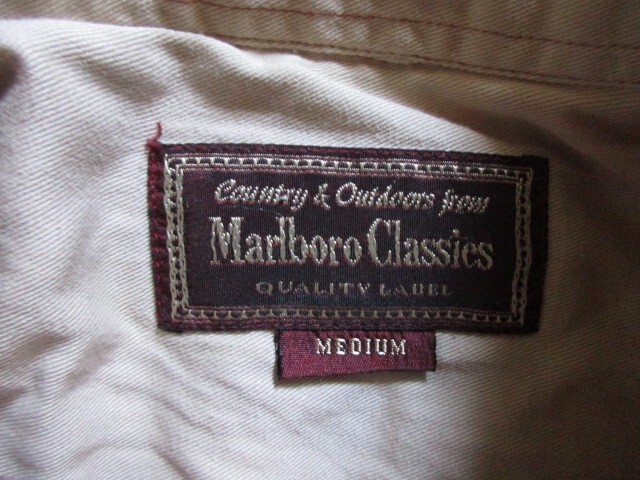 Country & Outdoors from
Marlboro Classics
QUALITY LABEL
MEDIUM